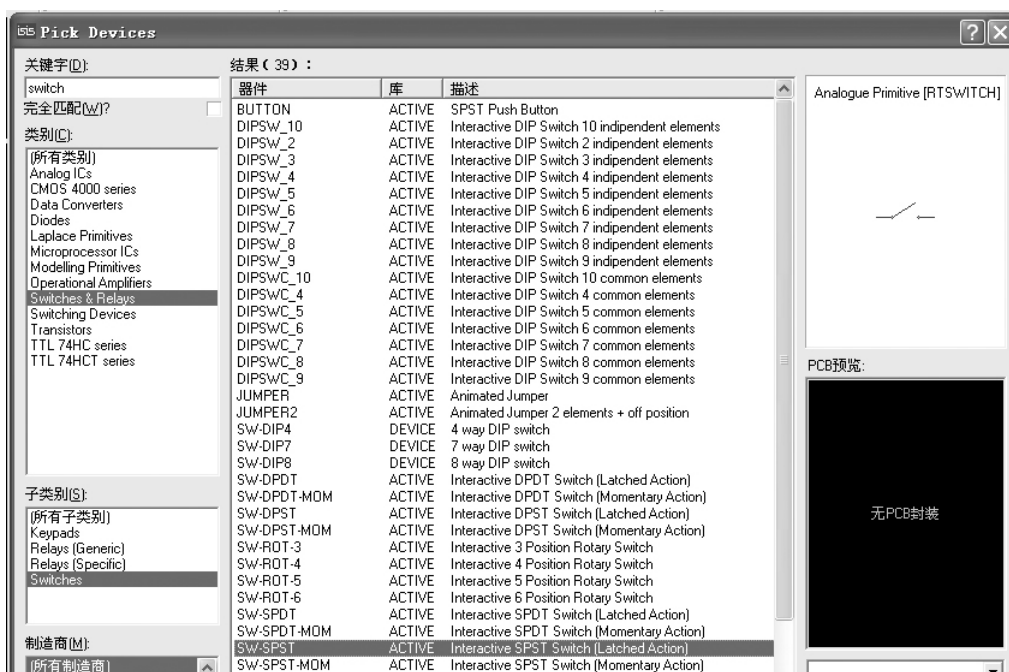 isis Pick Devices
关键字(D):
switch
完全匹配(W)?
类别(C):
(所有类别)
Analog ICs
CMOS 4000 series
Data Converters
Diodes
Laplace Primitives
Microprocessor ICs
Modelling Primitives
Operational Amplifiers
Switches & Relays
Switching Devices
Transistors
TTL 74HC series
TTL 74HCT series
子类别(S):
(所有子类别)
Keypads
Relays (Generic)
Relays (Specific)
Switches
制造商(M):
(所有制造商)
结果(39):
器件 库 描述
BUTTON ACTIVE SPST Push Button
DIPSW_10 ACTIVE Interactive DIP Switch 10 indipendent elements
DIPSW_2 ACTIVE Interactive DIP Switch 2 indipendent elements
DIPSW_3 ACTIVE Interactive DIP Switch 3 indipendent elements
DIPSW_4 ACTIVE Interactive DIP Switch 4 indipendent elements
DIPSW_5 ACTIVE Interactive DIP Switch 5 indipendent elements
DIPSW_6 ACTIVE Interactive DIP Switch 6 indipendent elements
DIPSW_7 ACTIVE Interactive DIP Switch 7 indipendent elements
DIPSW_8 ACTIVE Interactive DIP Switch 8 indipendent elements
DIPSW_9 ACTIVE Interactive DIP Switch 9 indipendent elements
DIPSWC_10 ACTIVE Interactive DIP Switch 10 common elements
DIPSWC_4 ACTIVE Interactive DIP Switch 4 common elements
DIPSWC_5 ACTIVE Interactive DIP Switch 5 common elements
DIPSWC_6 ACTIVE Interactive DIP Switch 6 common elements
DIPSWC_7 ACTIVE Interactive DIP Switch 7 common elements
DIPSWC_8 ACTIVE Interactive DIP Switch 8 common elements
DIPSWC_9 ACTIVE Interactive DIP Switch 9 common elements
JUMPER ACTIVE Animated Jumper
JUMPER2 ACTIVE Animated Jumper 2 elements + off position
SW-DIP4 DEVICE 4 way DIP switch
SW-DIP7 DEVICE 7 way DIP switch
SW-DIP8 DEVICE 8 way DIP switch
SW-DPDT ACTIVE Interactive DPDT Switch (Latched Action)
SW-DPDT-MOM ACTIVE Interactive DPDT Switch (Momentary Action)
SW-DPST ACTIVE Interactive DPST Switch (Latched Action)
SW-DPST-MOM ACTIVE Interactive DPST Switch (Momentary Action)
SW-ROT-3 ACTIVE Interactive 3 Position Rotary Switch
SW-ROT-4 ACTIVE Interactive 4 Position Rotary Switch
SW-ROT-5 ACTIVE Interactive 5 Position Rotary Switch
SW-ROT-6 ACTIVE Interactive 6 Position Rotary Switch
SW-SPDT ACTIVE Interactive SPDT Switch (Latched Action)
SW-SPDT-MOM ACTIVE Interactive SPDT Switch (Momentary Action)
SW-SPST ACTIVE Interactive SPST Switch (Latched Action)
SW-SPST-MOM ACTIVE Interactive SPST Switch (Momentary Action)
Analogue Primitive [RTSWITCH]
PCB预览:
无PCB封装